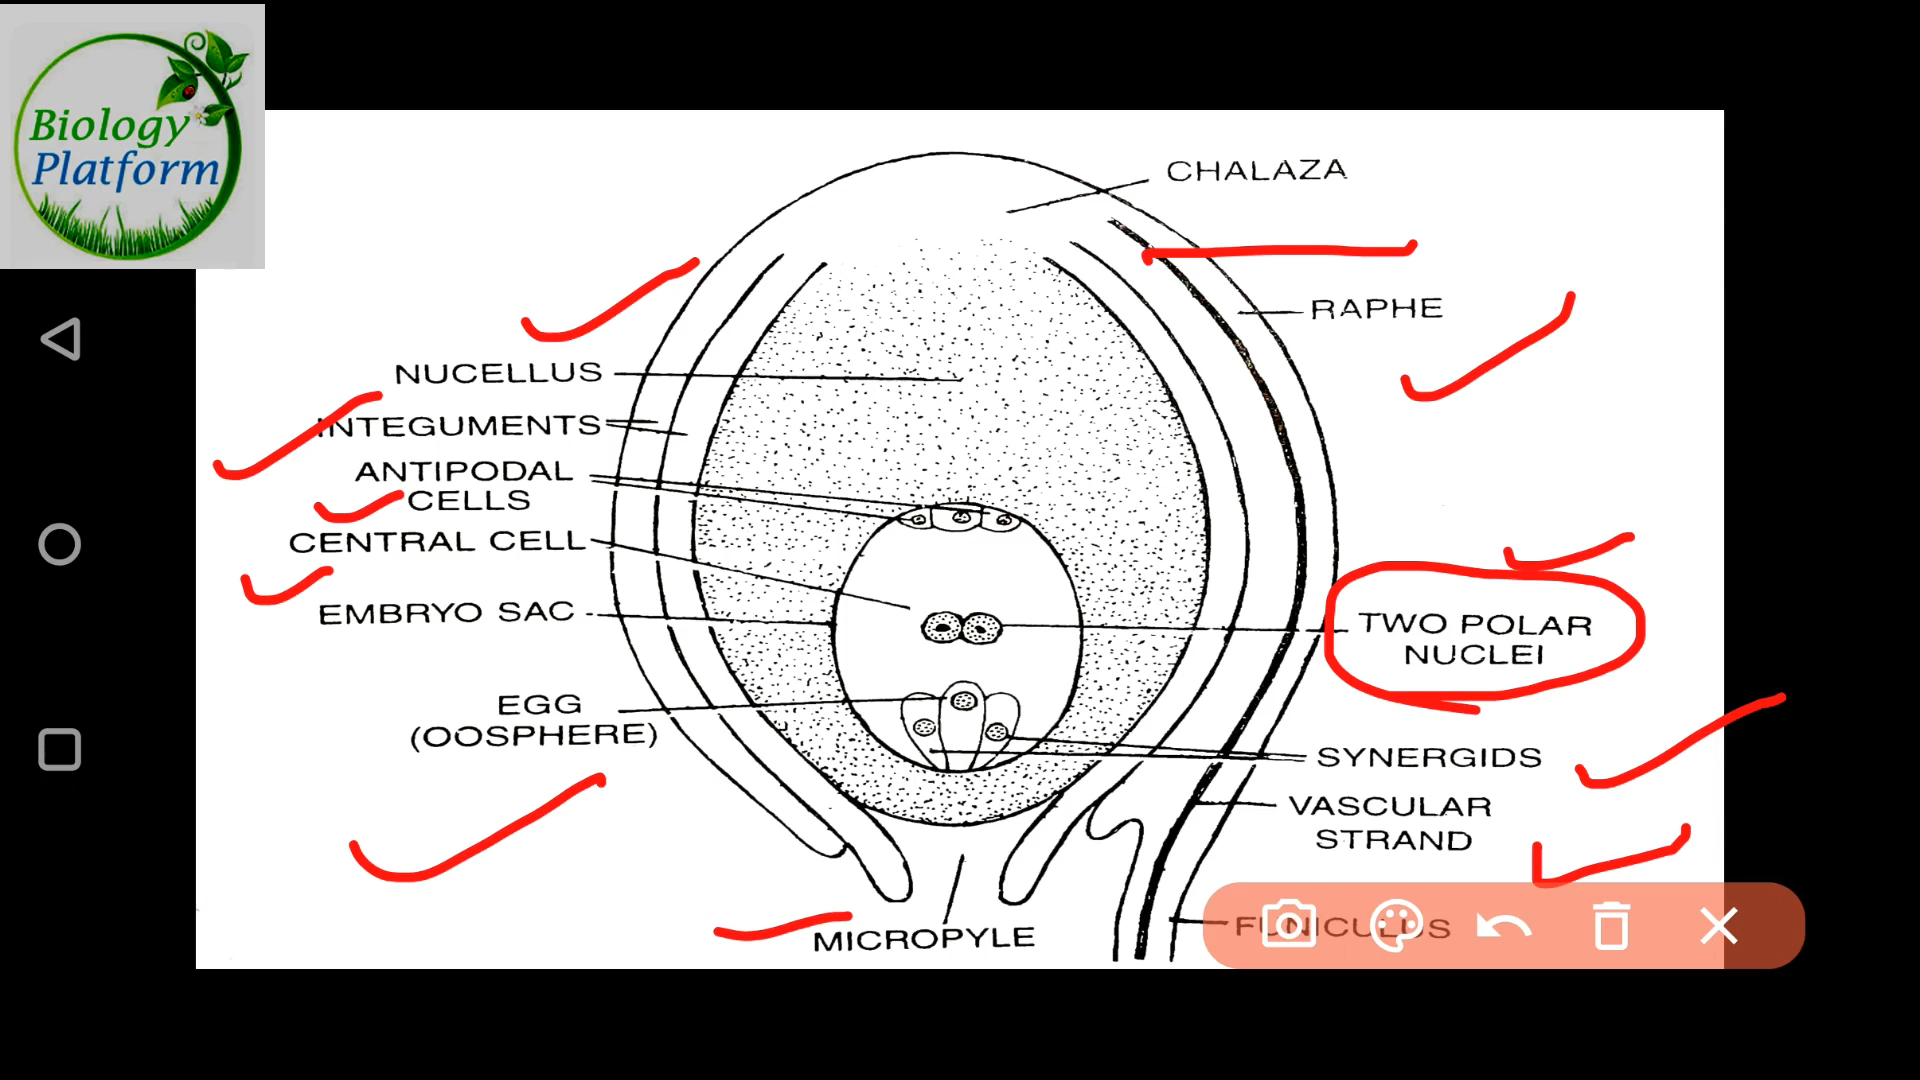 Biology
Platform
CHALAZA
RAPHE
NUCELLUS
INTEGUMENTS
ANTIPODAL
CELLS
CENTRAL CELL
EMBRYO SAC
TWO POLAR
NUCLEI
EGG
(OOSPHERE)
SYNERGIDS
VASCULAR
STRAND
FUNICULUS
MICROPYLE